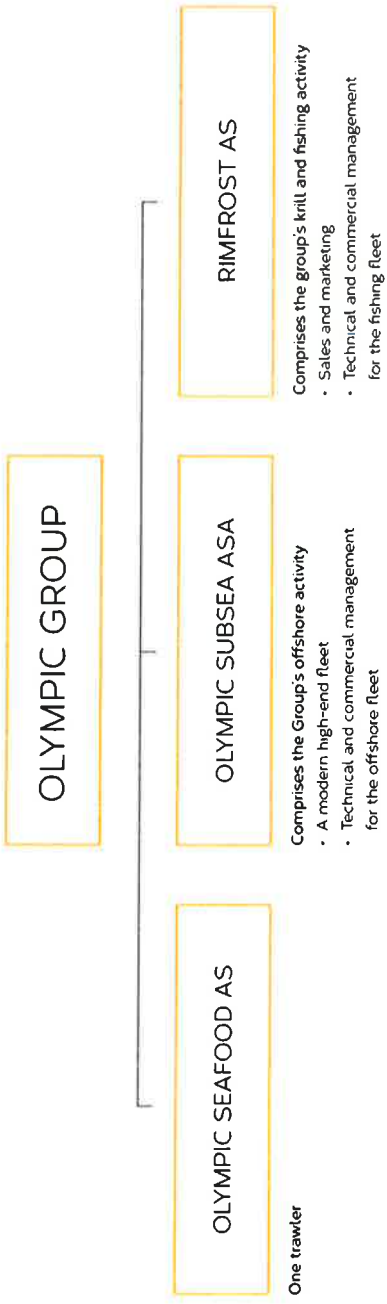 OLYMPIC GROUP
OLYMPIC SEAFOOD AS
One trawler
OLYMPIC SUBSEA ASA
Comprises the Group's offshore activity
• A modern high-end fleet
• Technical and commercial management
for the offshore fleet
RIMFROST AS
Comprises the group's krill and fishing activity
• Sales and marketing
• Technical and commercial management
for the fishing fleet